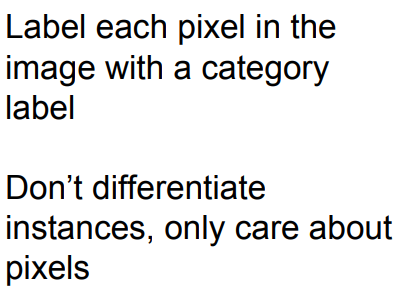 Label each pixel in the
image with a category
label
Don’t differentiate
instances, only care about
pixels